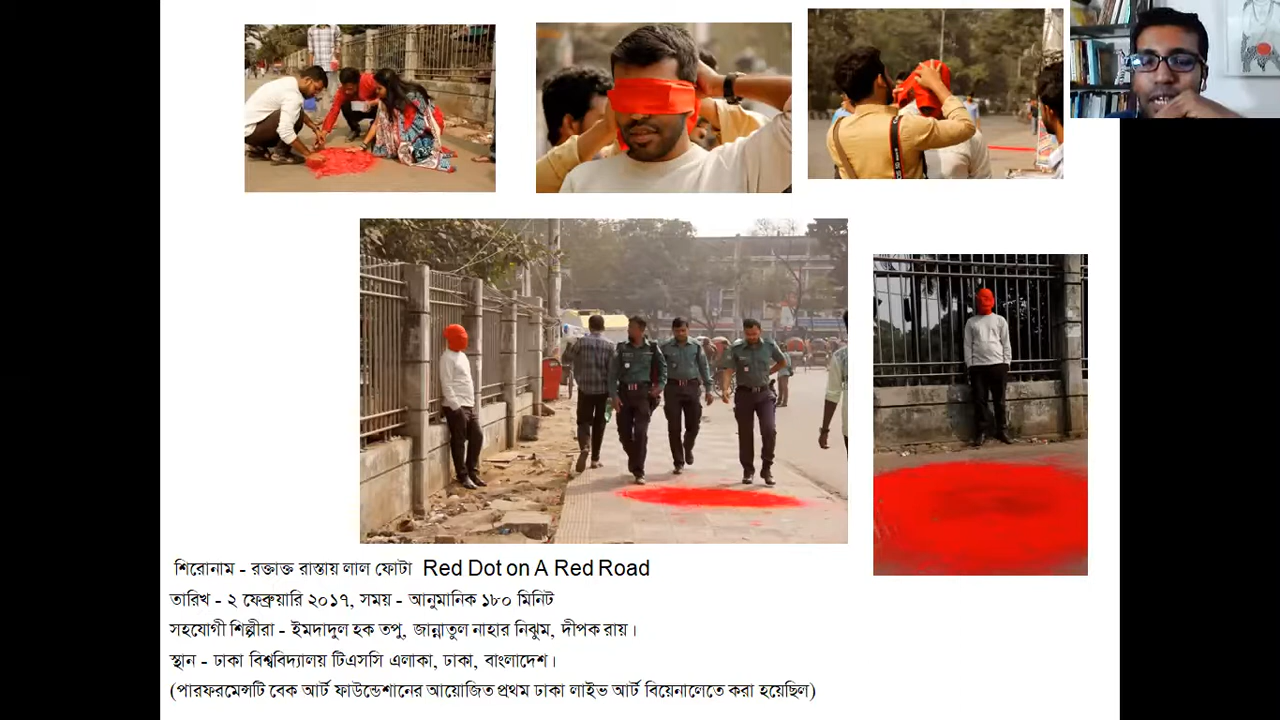 শিরোনাম - রক্তাক্ত রাস্তায় লাল ফোটা Red Dot on A Red Road
তারিখ - ২ ফেব্রুয়ারি ২০১৭, সময় - আনুমানিক ১৮০ মিনিট
সহযোগী শিল্পীরা - ইমদাদুল হক তপু, জান্নাতুল নাহার নিঝুম, দীপক রায়।
স্থান - ঢাকা বিশ্ববিদ্যালয় টিএসসি এলাকা, ঢাকা, বাংলাদেশ।
(পারফরমেন্সটি বেক আর্ট ফাউন্ডেশানের আয়োজিত প্রথম ঢাকা লাইভ আর্ট বিয়েনালেতে করা হয়েছিল)